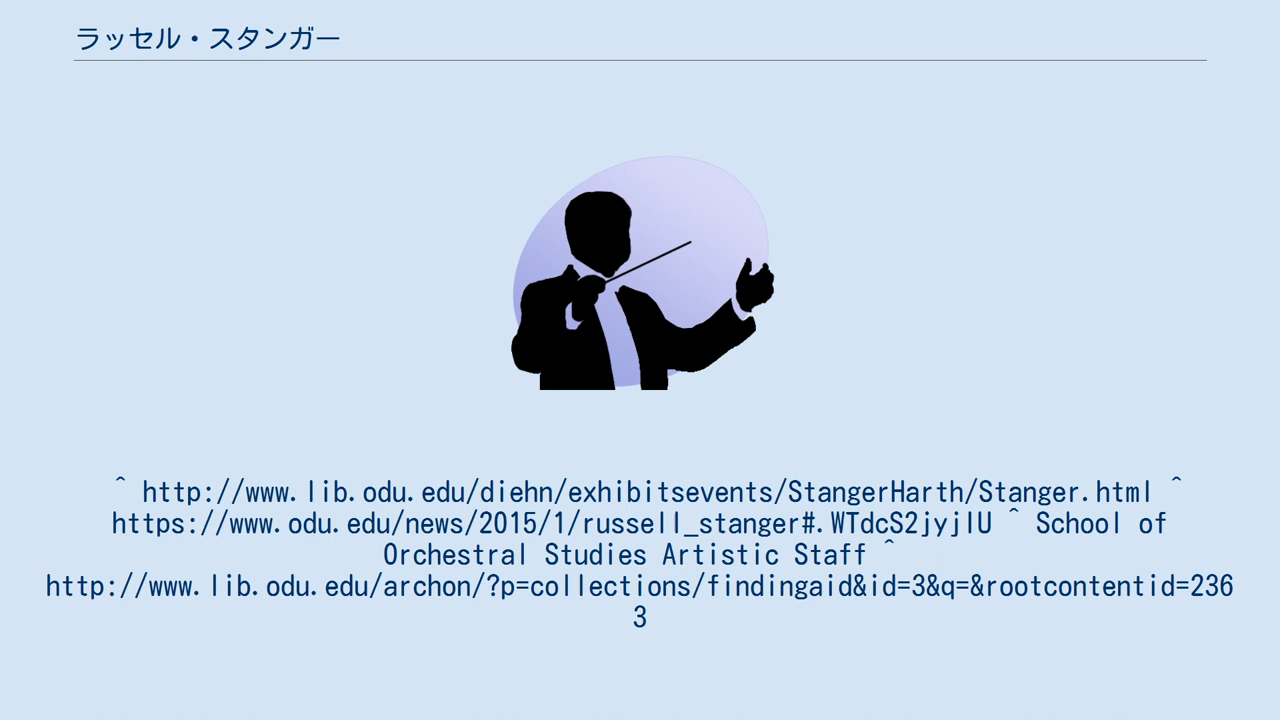 ラッセル・スタンガー
^ http://www.lib.odu.edu/diehn/exhibitsevents/StangerHarth/Stanger.html ^
https://www.odu.edu/news/2015/1/russell_stanger#.WTdcS2jyjIU ^ School of
Orchestral Studies Artistic Staff ^
http://www.lib.odu.edu/archon/?p=collections/findingaid&id=3&q=&rootcontentid=236
3